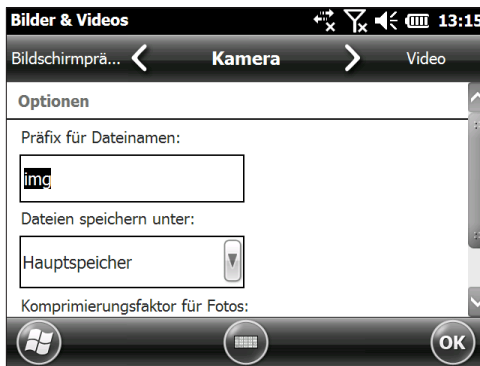 Bilder & Videos 13:15
Bildschirmprä... Kamera Video
Optionen
Präfix für Dateinamen:
img
Dateien speichern unter:
Hauptspeicher
Komprimierungsfaktor für Fotos:
OK